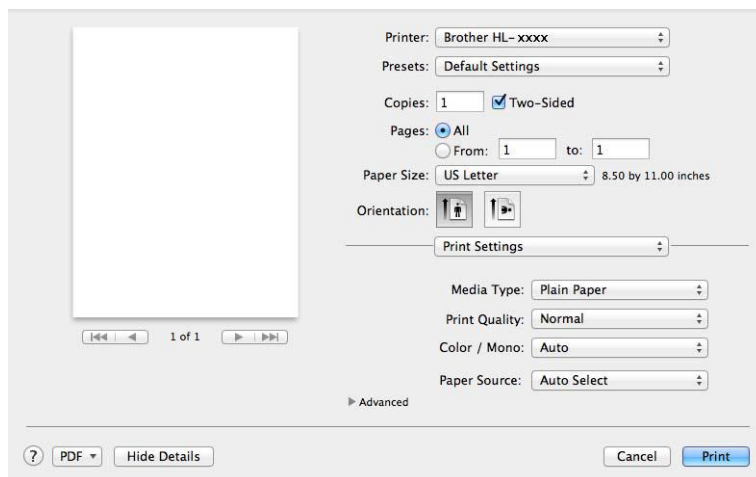 Printer: Brother HL-xxxx
Presets: Default Settings
Copies: 1 Two-Sided
Pages: All
From: 1 to: 1
Paper Size: US Letter 8.50 by 11.00 inches
Orientation:
Print Settings
Media Type: Plain Paper
Print Quality: Normal
1 of 1
Color / Mono: Auto
Paper Source: Auto Select
Advanced
? PDF Hide Details Cancel Print